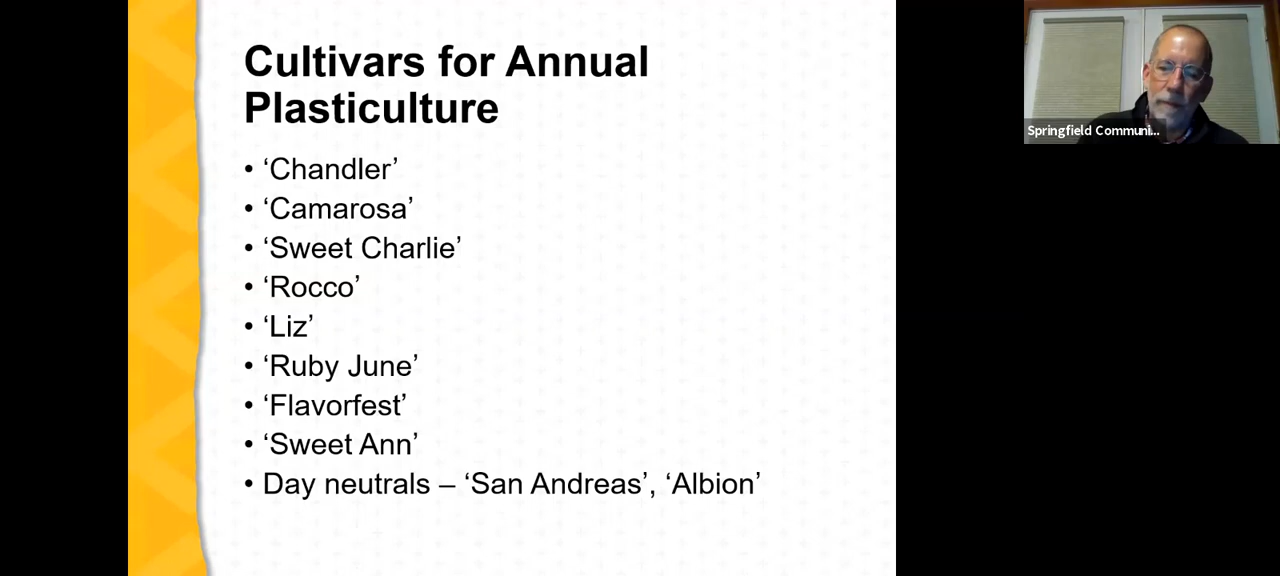 Cultivars for Annual
Plasticulture
• ‘Chandler’
• ‘Camarosa’
• ‘Sweet Charlie’
• ‘Rocco’
• ‘Liz’
• ‘Ruby June’
• ‘Flavorfest’
• ‘Sweet Ann’
• Day neutrals – ‘San Andreas’, ‘Albion’
Springfield Communi...